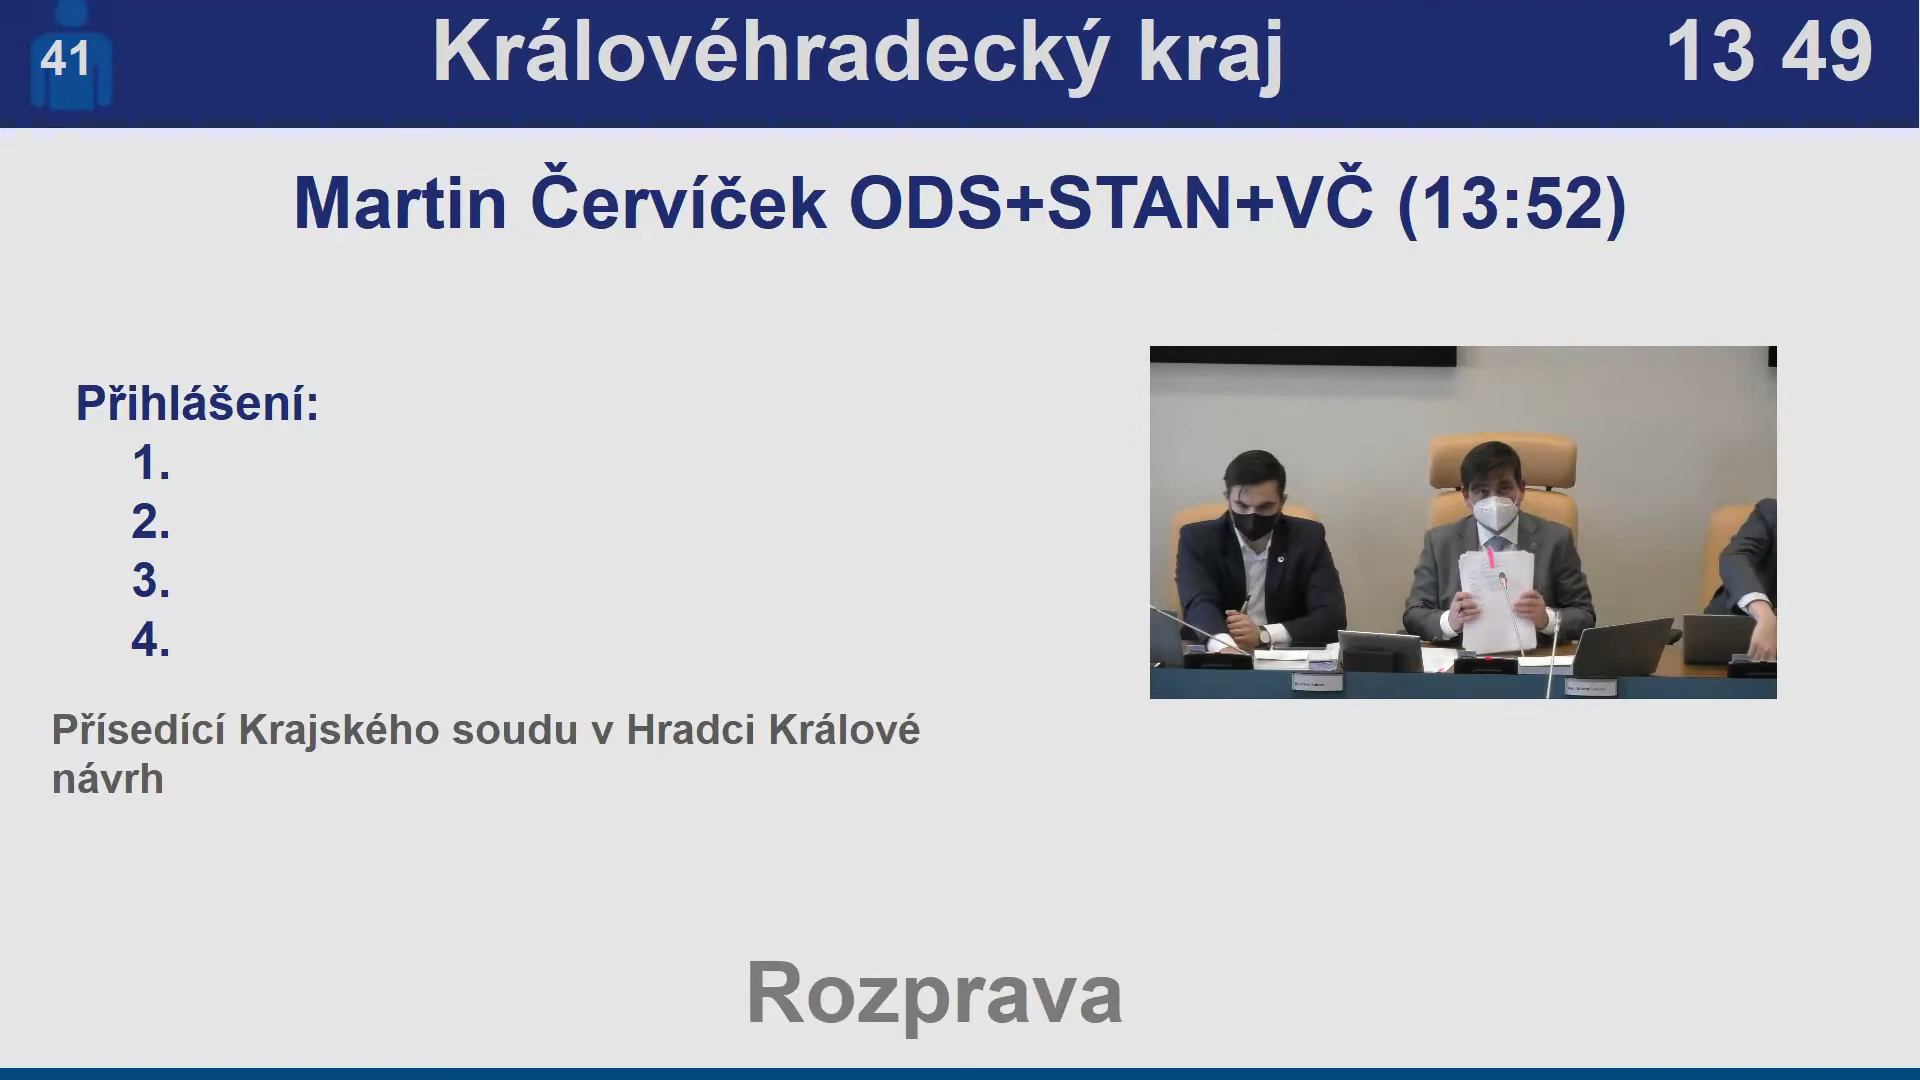 41
Královéhradecký kraj
13 49
Martin Červíček ODS+STAN+VČ (13:52)
Přihlášení:
1.
2.
3.
4.
Přísedící Krajského soudu v Hradci Králové
návrh
Rozprava